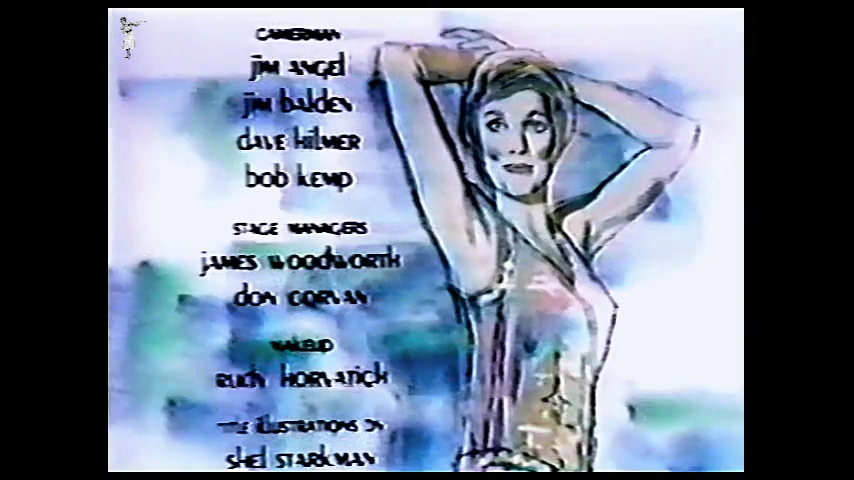 CAMERAMAN
JIM ANGEL
JIM BALDEN
DAVE HILMER
BOB KEMP
STAGE MANAGERS
JAMES WOODWORTH
DON CORVAN
MAKEUP
RUDY HORVATICH
TITLE ILLUSTRATIONS BY
SHEL STARKMAN